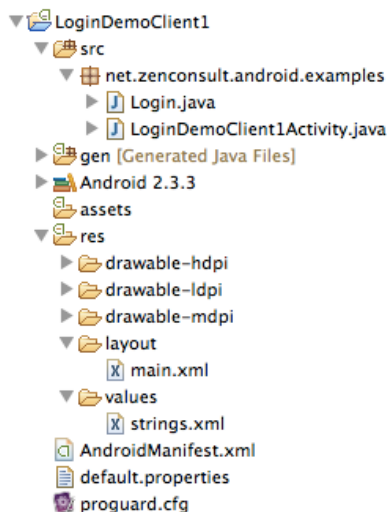 LoginDemoClient1
src
net.zenconsult.android.examples
Login.java
LoginDemoClient1Activity.java
gen [Generated Java Files]
Android 2.3.3
assets
res
drawable-hdpi
drawable-ldpi
drawable-mdpi
layout
main.xml
values
strings.xml
AndroidManifest.xml
default.properties
proguard.cfg